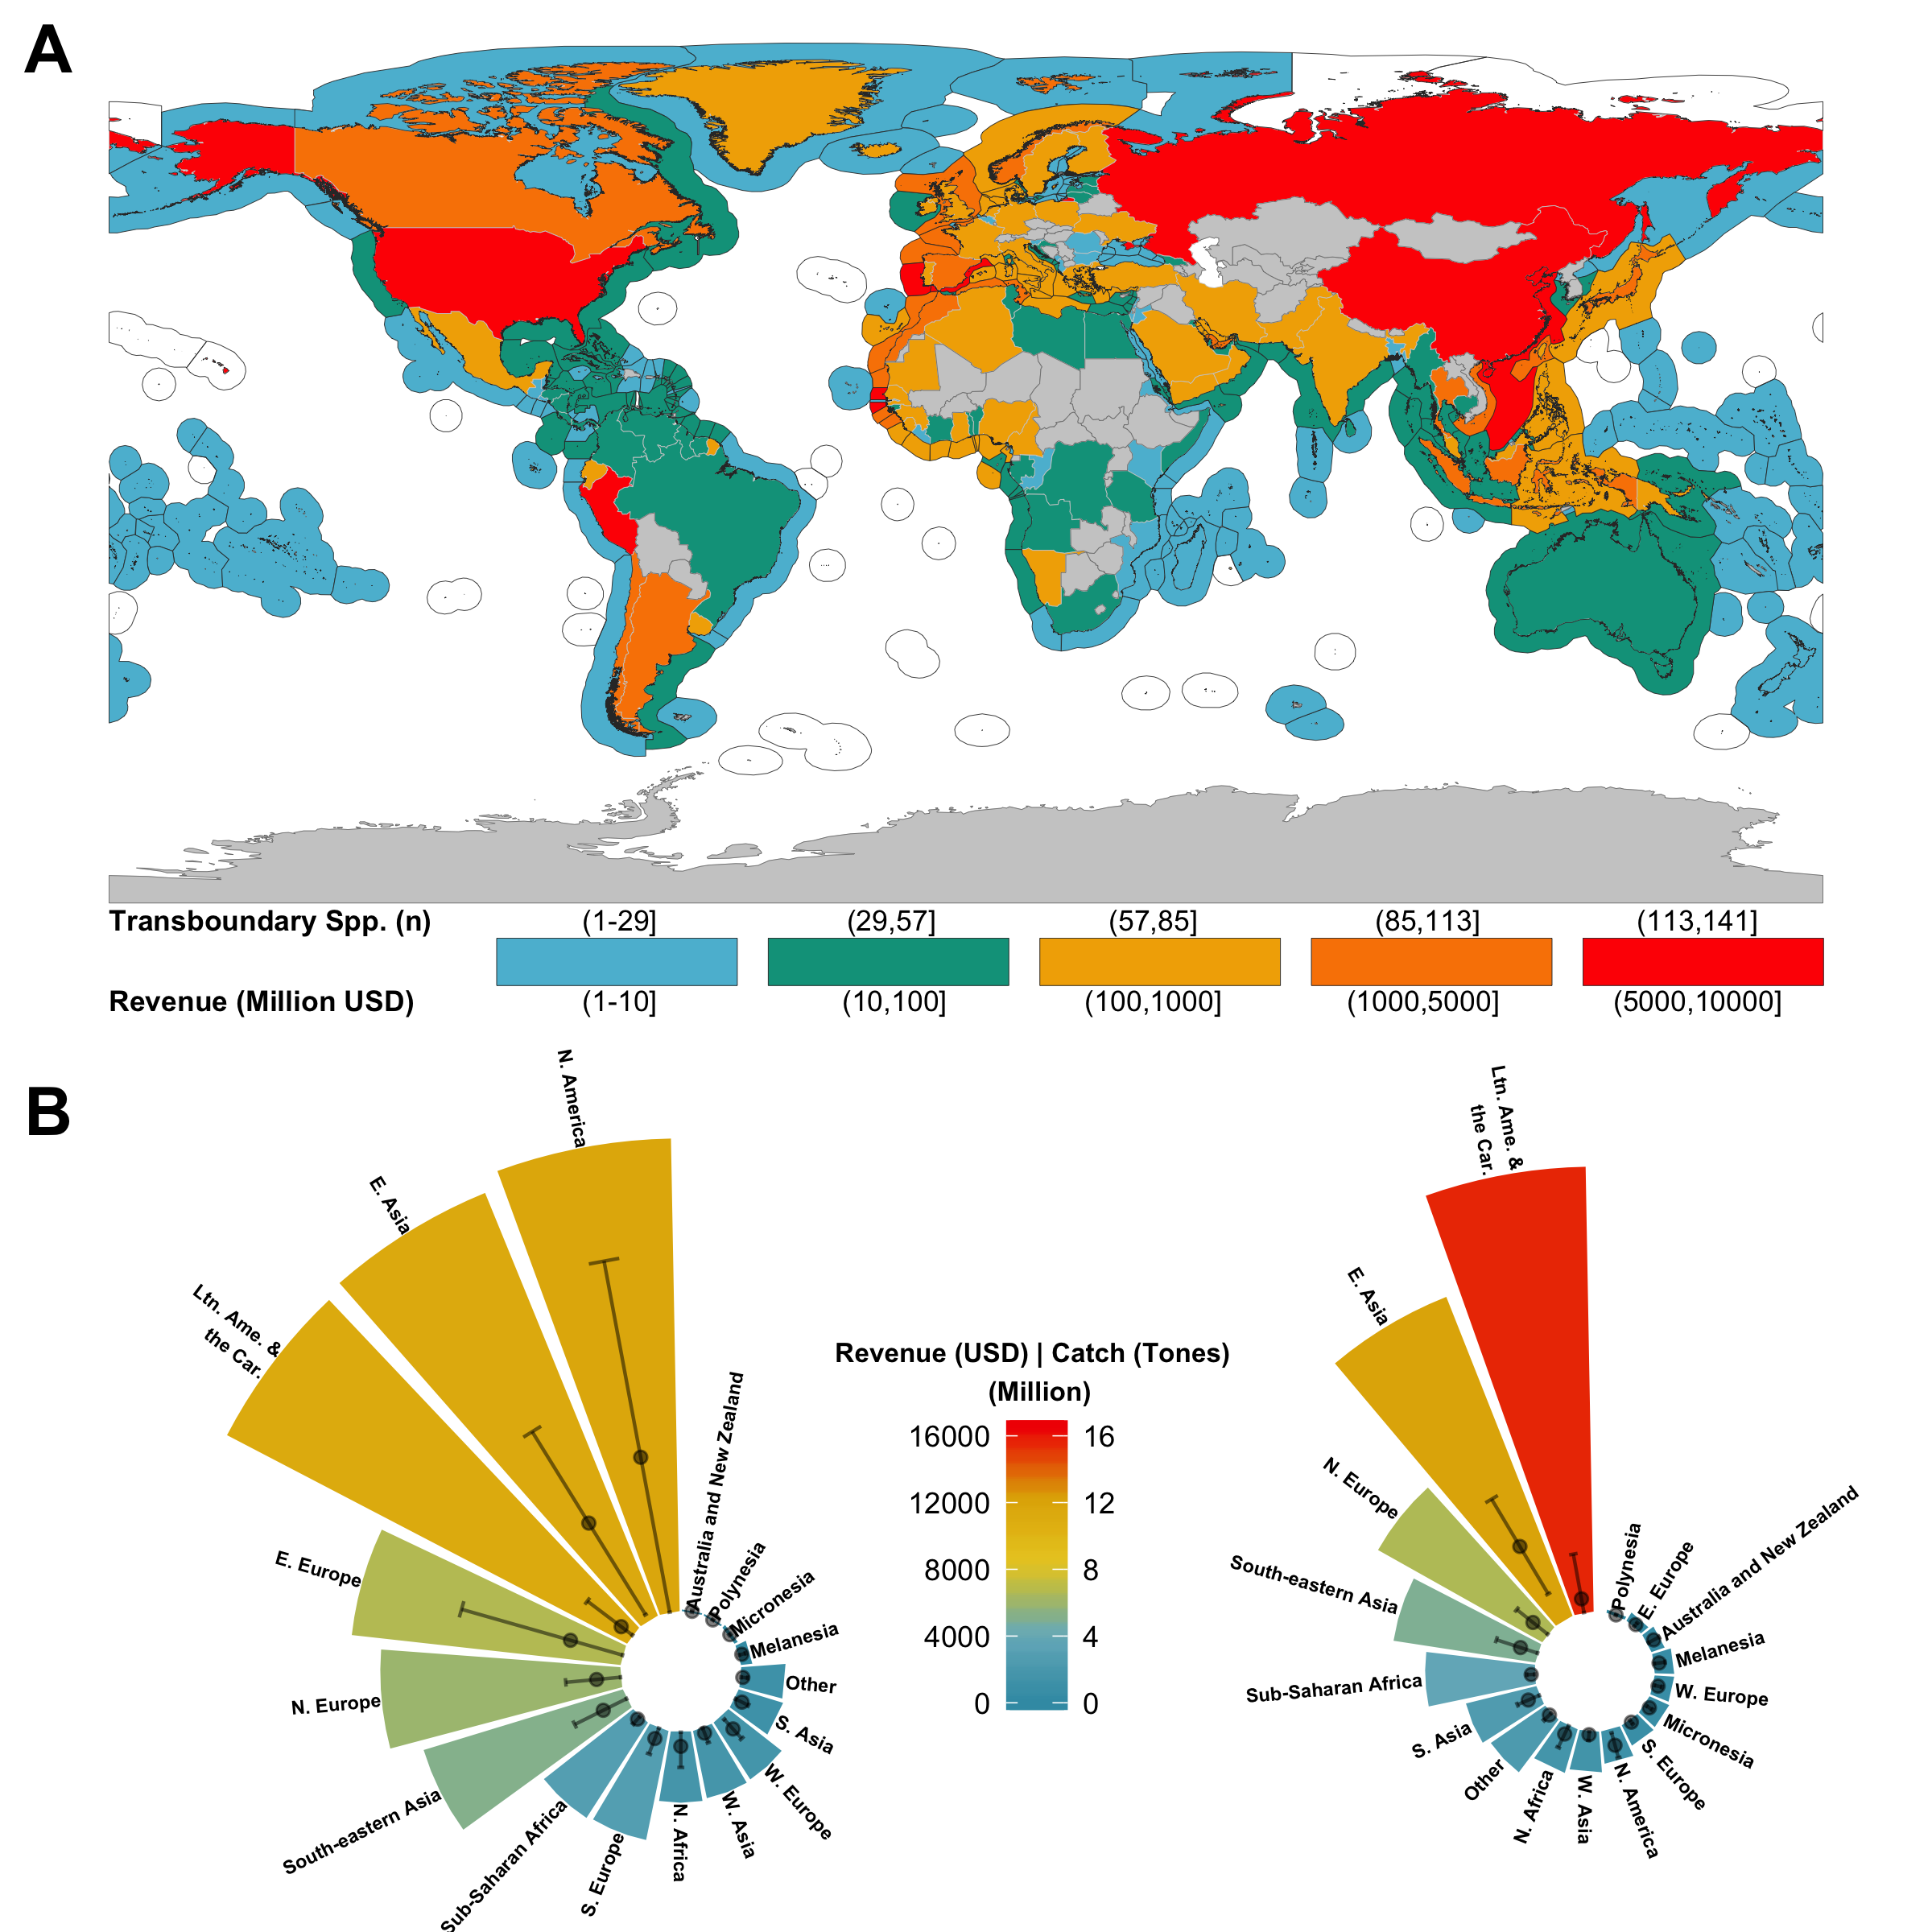 A
Transboundary Spp. (n)
(1-29]
(29,57]
(57,85]
(85,113]
(113,141]
Revenue (Million USD)
(1-10]
(10,100]
(100,1000]
(1000,5000]
(5000,10000]
B
N. America
E. Asia
Ltn. Ame. &
the Car.
E. Europe
N. Europe
South-eastern Asia
Sub-Saharan Africa
S. Europe
N. Africa
W. Asia
W. Europe
S. Asia
Other
Melanesia
Micronesia
Polynesia
Australia and New Zealand
Revenue (USD) | Catch (Tones)
(Million)
16000 16
12000 12
8000 8
4000 4
0 0
Ltn. Ame. &
the Car.
E. Asia
N. Europe
South-eastern Asia
Sub-Saharan Africa
S. Asia
Other
N. Africa
W. Asia
N. America
S. Europe
Micronesia
W. Europe
Melanesia
Australia and New Zealand
E. Europe
Polynesia